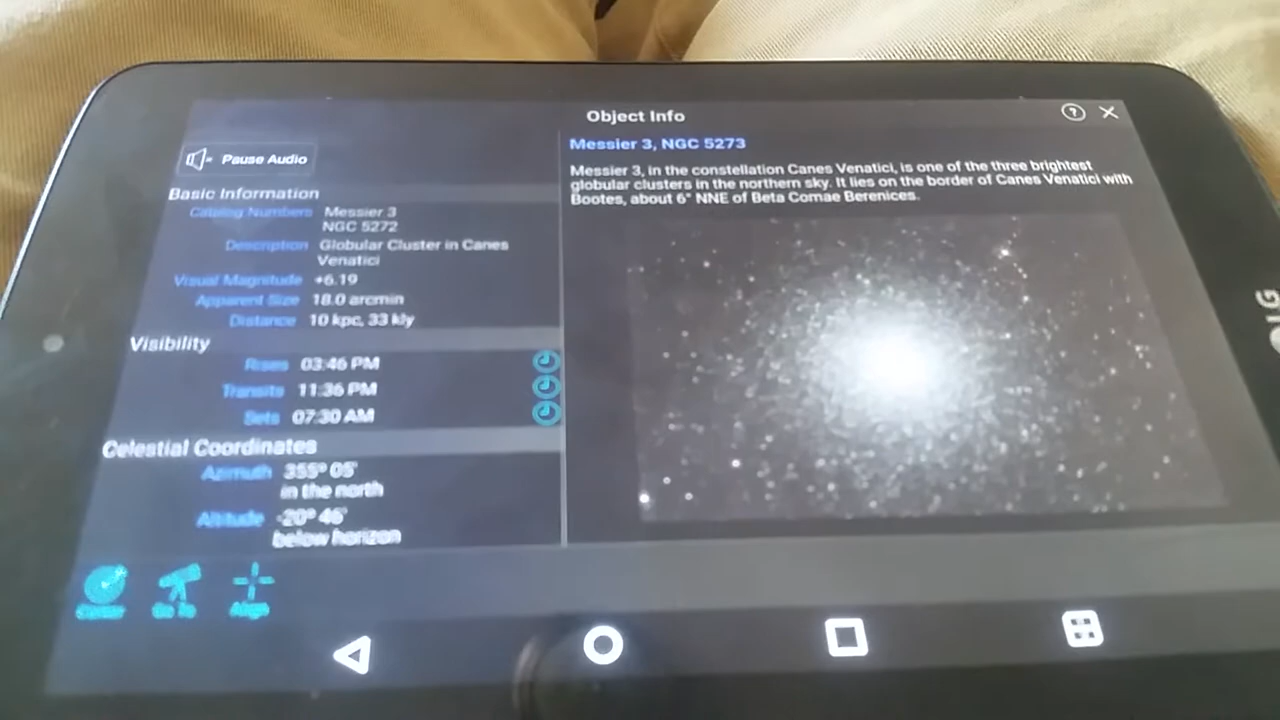 Object Info
Pause Audio
Basic Information
Catalog Numbers Messier 3
NGC 5272
Description Globular Cluster in Canes
Venatici
Visual Magnitude +6.19
Apparent Size 18.0 arcmin
Distance 10 kpc, 33 kly
Visibility
Rises 03:46 PM
Transits 11:36 PM
Sets 07:30 AM
Celestial Coordinates
Azimuth 355° 05'
in the north
Altitude -20° 46'
below horizon
Center Go To Align
Messier 3, NGC 5273
Messier 3, in the constellation Canes Venatici, is one of the three brightest
globular clusters in the northern sky. It lies on the border of Canes Venatici with
Bootes, about 6° NNE of Beta Comae Berenices.
LG